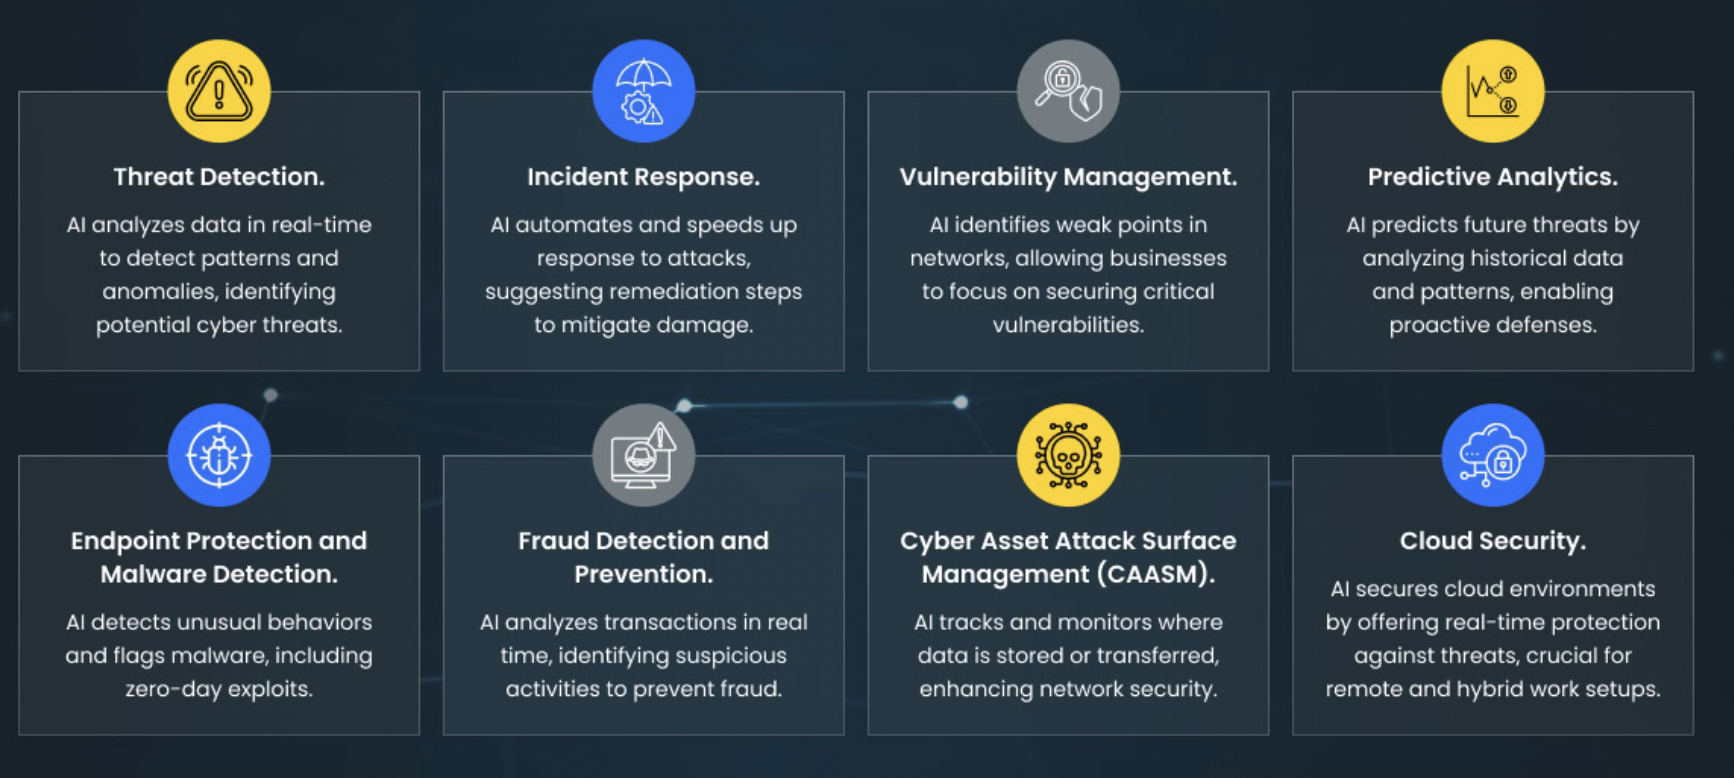 Threat Detection.
AI analyzes data in real-time
to detect patterns and
anomalies, identifying
potential cyber threats.
Incident Response.
AI automates and speeds up
response to attacks,
suggesting remediation steps
to mitigate damage.
Vulnerability Management.
AI identifies weak points in
networks, allowing businesses
to focus on securing critical
vulnerabilities.
Predictive Analytics.
AI predicts future threats by
analyzing historical data
and patterns, enabling
proactive defenses.
Endpoint Protection and
Malware Detection.
AI detects unusual behaviors
and flags malware, including
zero-day exploits.
Fraud Detection and
Prevention.
AI analyzes transactions in real
time, identifying suspicious
activities to prevent fraud.
Cyber Asset Attack Surface
Management (CAASM).
AI tracks and monitors where
data is stored or transferred,
enhancing network security.
Cloud Security.
AI secures cloud environments
by offering real-time protection
against threats, crucial for
remote and hybrid work setups.